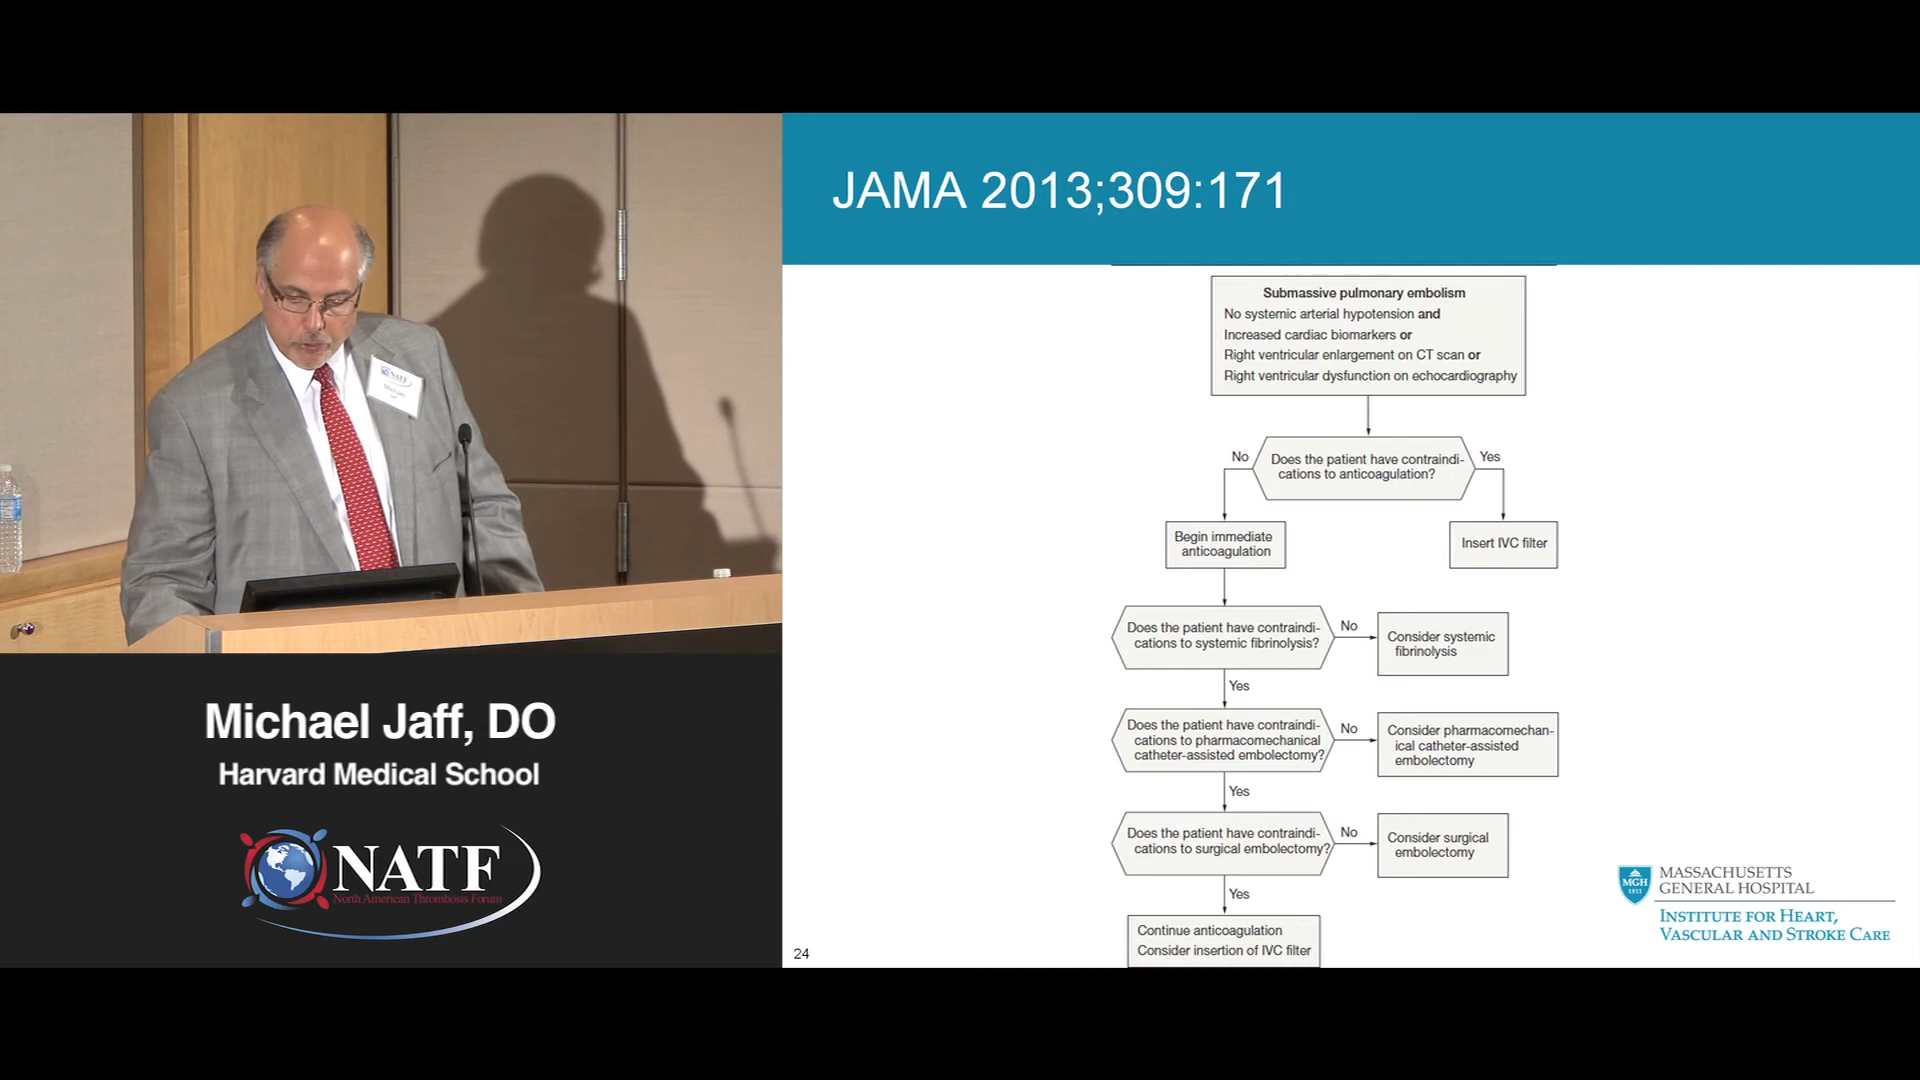 JAMA 2013;309:171
Submassive pulmonary embolism
No systemic arterial hypotension and
Increased cardiac biomarkers or
Right ventricular enlargement on CT scan or
Right ventricular dysfunction on echocardiography
No
Does the patient have contraindi-
cations to anticoagulation?
Yes
Begin immediate
anticoagulation
Insert IVC filter
Does the patient have contraindi-
cations to systemic fibrinolysis?
No
Consider systemic
fibrinolysis
Yes
Does the patient have contraindi-
cations to pharmacomechanical
catheter-assisted embolectomy?
No
Consider pharmacomechan-
ical catheter-assisted
embolectomy
Yes
Does the patient have contraindi-
cations to surgical embolectomy?
No
Consider surgical
embolectomy
Yes
Continue anticoagulation
Consider insertion of IVC filter
24
MGH
1811
MASSACHUSETTS
GENERAL HOSPITAL
INSTITUTE FOR HEART,
VASCULAR AND STROKE CARE
NATF
Michael
Michael Jaff, DO
Harvard Medical School
NATF
North American Thrombosis Forum